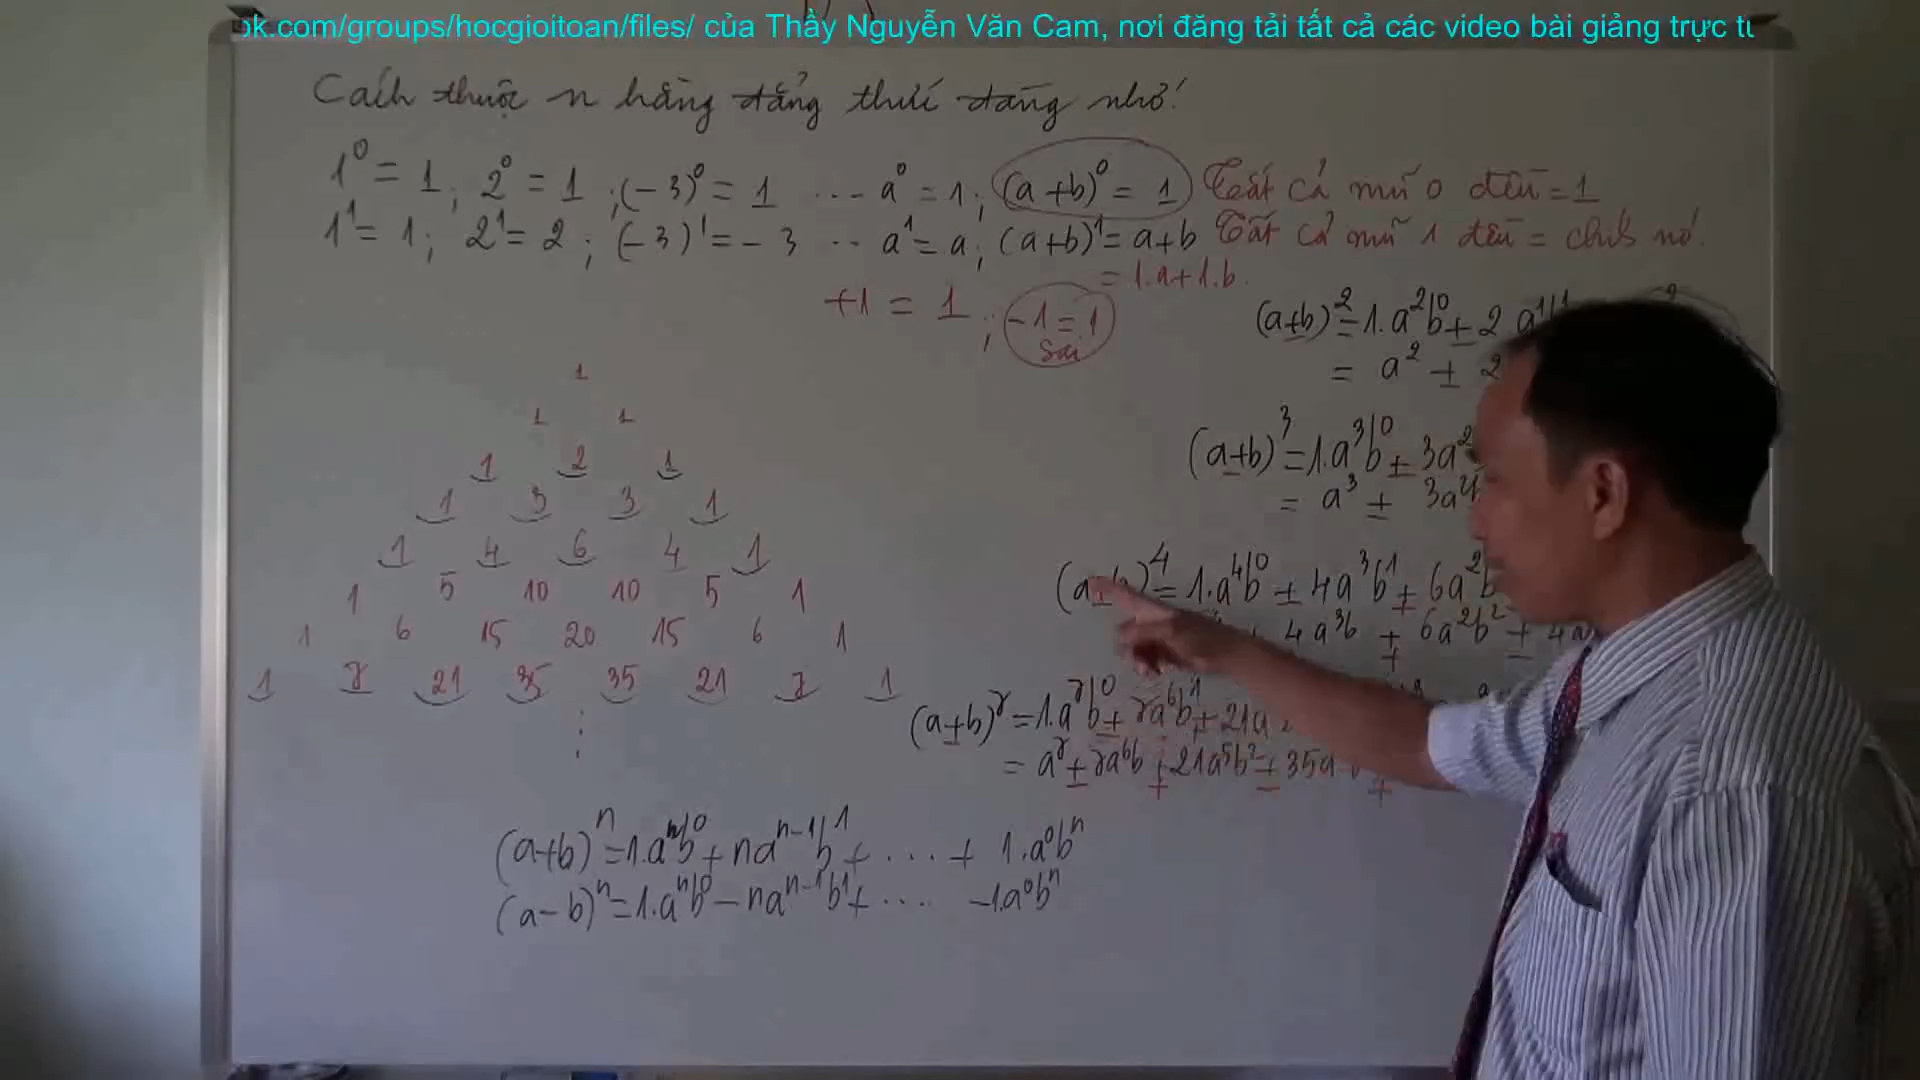 ok.com/groups/hocgioitoan/files/ của Thầy Nguyễn Văn Cam, nơi đăng tải tất cả các video bài giảng trực tu
Cách thuộc n hằng đẳng thức đáng nhớ!
1⁰ = 1; 2⁰ = 1; (-3)⁰ = 1 ... a⁰ = 1; (a+b)⁰ = 1 Tất cả mũ 0 đều = 1
1¹ = 1; 2¹ = 2; (-3)¹ = -3 ... a¹ = a; (a+b)¹ = a+b Tất cả mũ 1 đều = chính nó.
= 1.a+1.b
+1 = 1; -1 = 1
Sai
(a±b)² = 1.a²b⁰ ± 2.a¹b¹
= a² ± 2
(a±b)³ = 1.a³b⁰ ± 3a²
= a³ ± 3a²
(a±b)⁴ = 1.a⁴b⁰ ± 4a³b¹ + 6a²b
4a³b + 6a²b² ± 4a
(a±b)⁷ = 1.a⁷b⁰ ± 7a⁶b¹ + 21a
= a⁷ ± 7a⁶b + 21a⁵b² ± 35a
1
1 1
1 2 1
1 3 3 1
1 4 6 4 1
1 5 10 10 5 1
1 6 15 20 15 6 1
1 7 21 35 35 21 7 1
⋮
(a+b)ⁿ = 1.aⁿb⁰ + naⁿ⁻¹b¹ + ... + 1.a⁰bⁿ
(a-b)ⁿ = 1.aⁿb⁰ - naⁿ⁻¹b¹ + .... -1.a⁰bⁿ